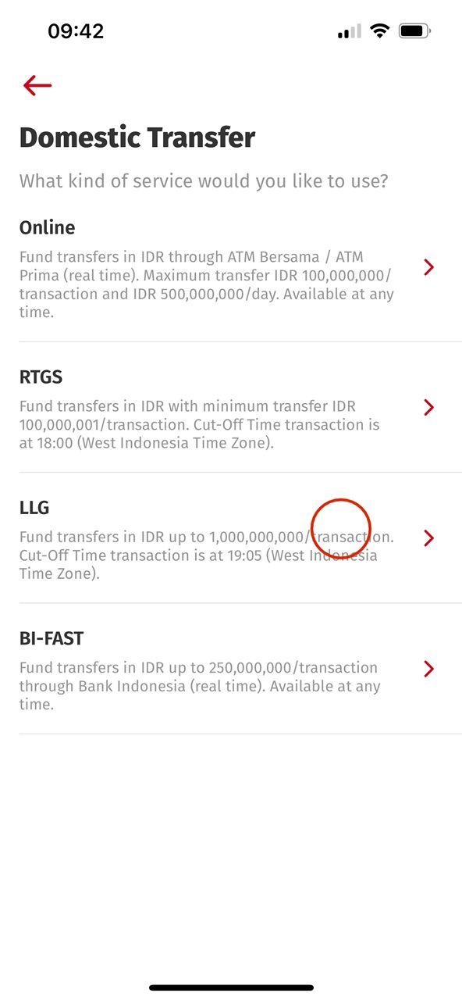 09:42
Domestic Transfer
What kind of service would you like to use?
Online
Fund transfers in IDR through ATM Bersama / ATM
Prima (real time). Maximum transfer IDR 100,000,000/
transaction and IDR 500,000,000/day. Available at any
time.
RTGS
Fund transfers in IDR with minimum transfer IDR
100,000,001/transaction. Cut-Off Time transaction is
at 18:00 (West Indonesia Time Zone).
LLG
Fund transfers in IDR up to 1,000,000,000/transaction.
Cut-Off Time transaction is at 19:05 (West Indonesia
Time Zone).
BI-FAST
Fund transfers in IDR up to 250,000,000/transaction
through Bank Indonesia (real time). Available at any
time.